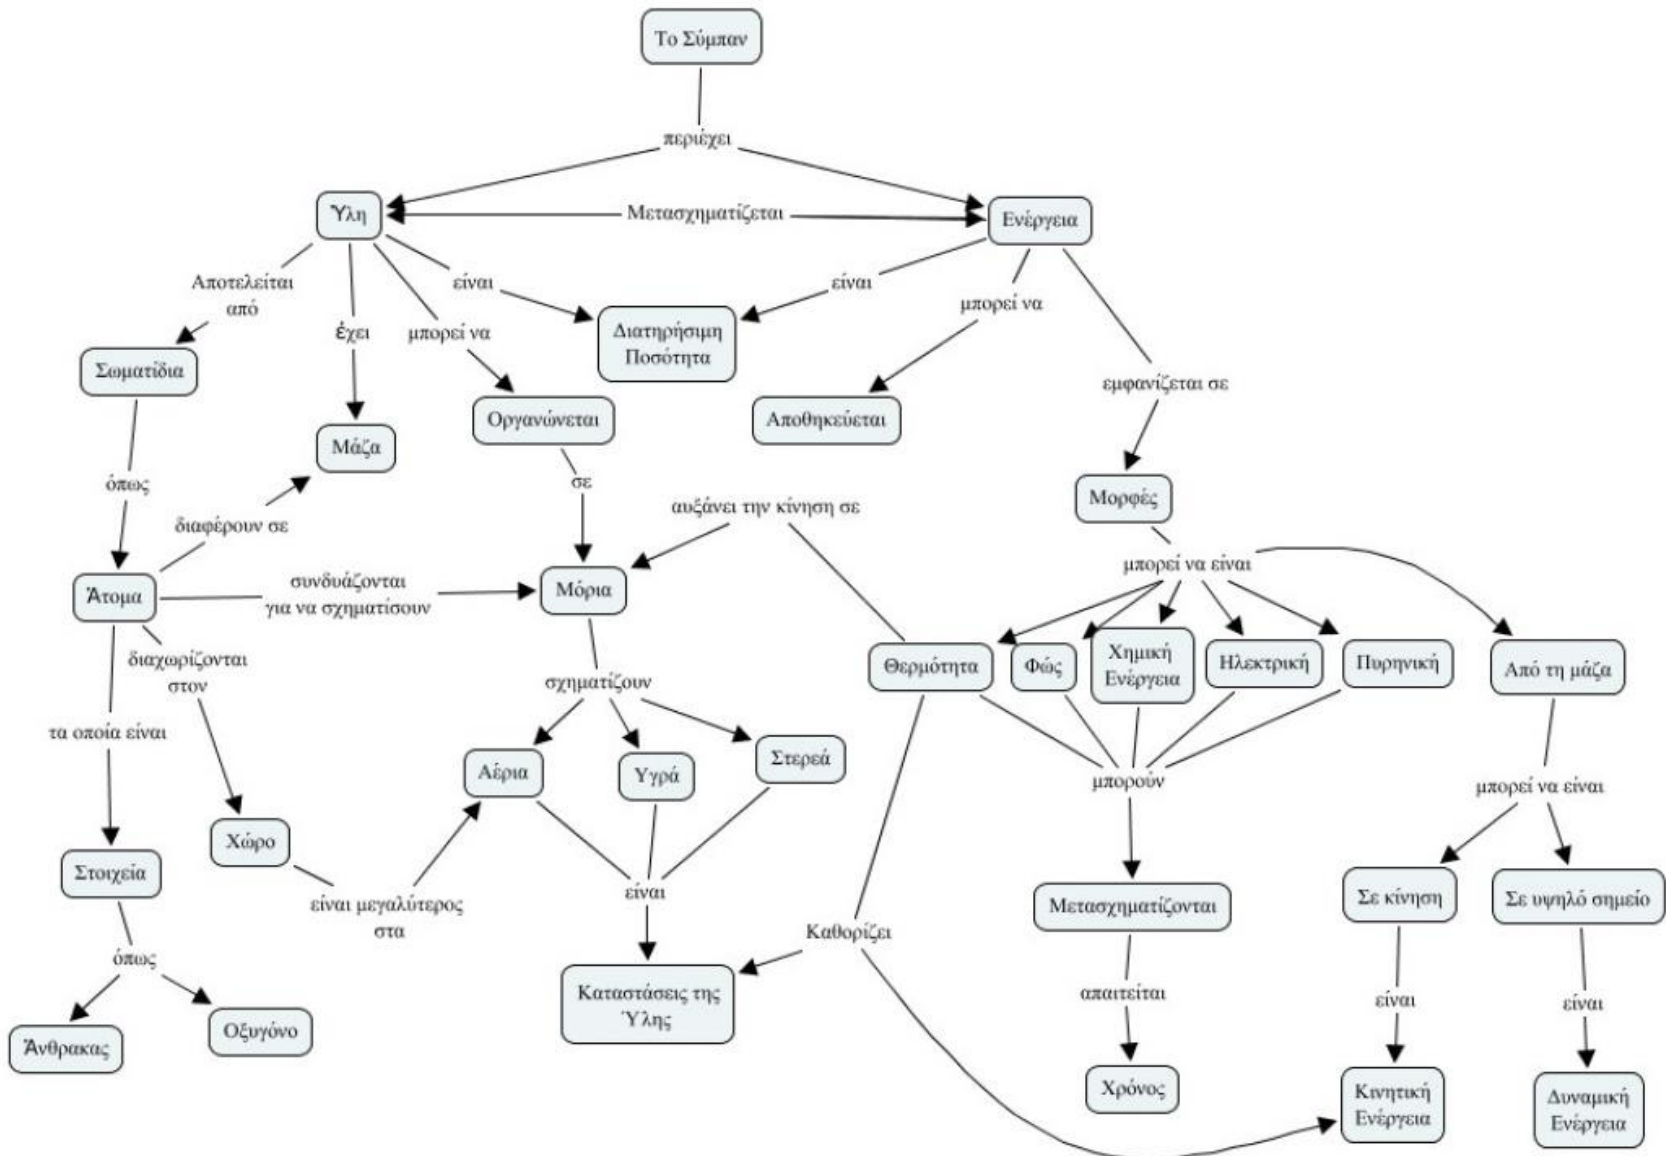 Το Σύμπαν
περιέχει
Ύλη
Μετασχηματίζεται
Ενέργεια
Αποτελείται
από
είναι
είναι
έχει
μπορεί να
μπορεί να
Διατηρήσιμη
Ποσότητα
Σωματίδια
εμφανίζεται σε
Μάζα
Οργανώνεται
Αποθηκεύεται
όπως
σε
Μορφές
διαφέρουν σε
αυξάνει την κίνηση σε
μπορεί να είναι
Άτομα
συνδυάζονται
για να σχηματίσουν
Μόρια
διαχωρίζονται
στον
σχηματίζουν
Θερμότητα
Φώς
Χημική
Ενέργεια
Ηλεκτρική
Πυρηνική
Από τη μάζα
τα οποία είναι
Αέρια
Υγρά
Στερεά
μπορούν
μπορεί να είναι
Χώρο
Στοιχεία
είναι μεγαλύτερος
στα
είναι
Καθορίζει
Μετασχηματίζονται
Σε κίνηση
Σε υψηλό σημείο
όπως
Καταστάσεις της
Ύλης
απαιτείται
είναι
είναι
Άνθρακας
Οξυγόνο
Χρόνος
Κινητική
Ενέργεια
Δυναμική
Ενέργεια